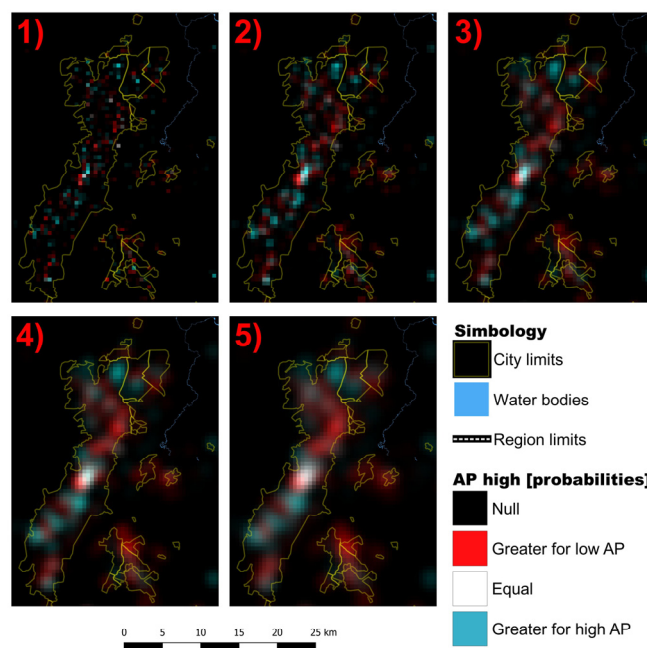 1)
2)
3)
4)
5)
Simbology
City limits
Water bodies
Region limits
AP high [probabilities]
Null
Greater for low AP
Equal
Greater for high AP
0 5 10 15 20 25 km